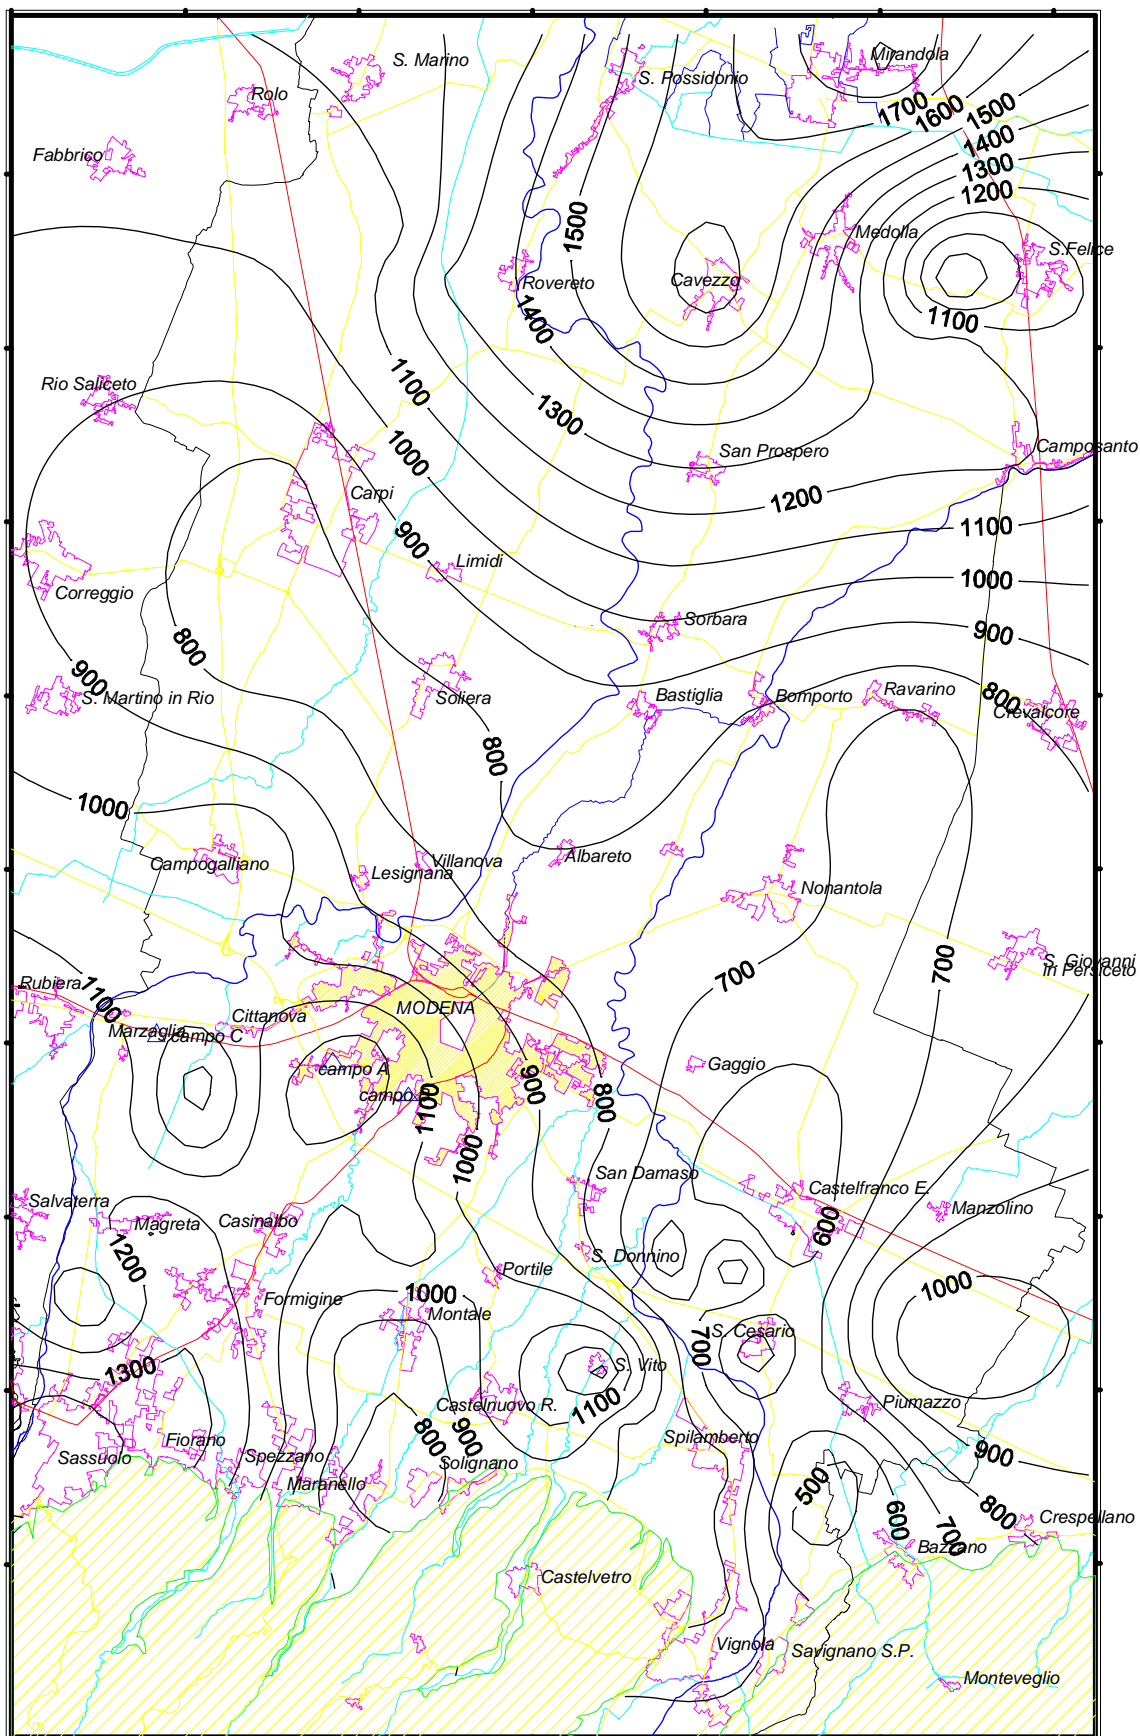 S. Marino
Mirandola
S. Possidonio
Rolo
1700
1600
1500
1400
1300
1200
Fabbrico
1500
Medolla
S.Felice
Rovereto
Cavezzo
1400
1100
Rio Saliceto
1100
1300
1000
San Prospero
Camposanto
Carpi
1200
900
1100
Limidi
1000
Correggio
Sorbara
900
800
900
S. Martino in Rio
Soliera
Bastiglia
Bomporto
Ravarino
800
Crevalcore
800
1000
Campogalliano
Lesignana
Villanova
Albareto
Nonantola
700
700
S. Giovanni
in Persiceto
Rubiera
1100
MODENA
Cittanova
Marzaglia
campo C
campo A
campo B
1100
900
800
Gaggio
1000
San Damaso
Castelfranco E.
Salvaterra
Magreta
Casinalbo
Manzolino
600
1200
S. Donnino
Portile
1000
1000
Formigine
Montale
700
S. Cesario
1300
S. Vito
Castelnuovo R.
1100
Piumazzo
Fiorano
Sassuolo
Spezzano
800
900
Solignano
Spilamberto
900
Maranello
500
600
700
800
Crespellano
Bazzano
Castelvetro
Vignola
Savignano S.P.
Monteveglio